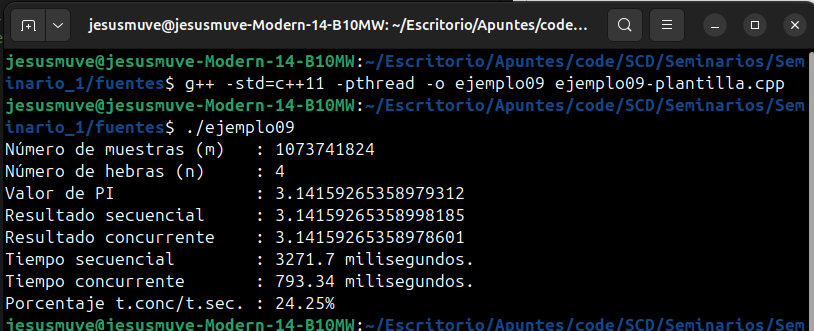 jesusmuve@jesusmuve-Modern-14-B10MW: ~/Escritorio/Apuntes/code...
jesusmuve@jesusmuve-Modern-14-B10MW:~/Escritorio/Apuntes/code/SCD/Seminarios/Sem
inario_1/fuentes$ g++ -std=c++11 -pthread -o ejemplo09 ejemplo09-plantilla.cpp
jesusmuve@jesusmuve-Modern-14-B10MW:~/Escritorio/Apuntes/code/SCD/Seminarios/Sem
inario_1/fuentes$ ./ejemplo09
Número de muestras (m)   : 1073741824
Número de hebras (n)     : 4
Valor de PI              : 3.14159265358979312
Resultado secuencial     : 3.14159265358998185
Resultado concurrente    : 3.14159265358978601
Tiempo secuencial        : 3271.7 milisegundos.
Tiempo concurrente       : 793.34 milisegundos.
Porcentaje t.conc/t.sec. : 24.25%
jesusmuve@jesusmuve-Modern-14-B10MW:~/Escritorio/Apuntes/code/SCD/Seminarios/Sem